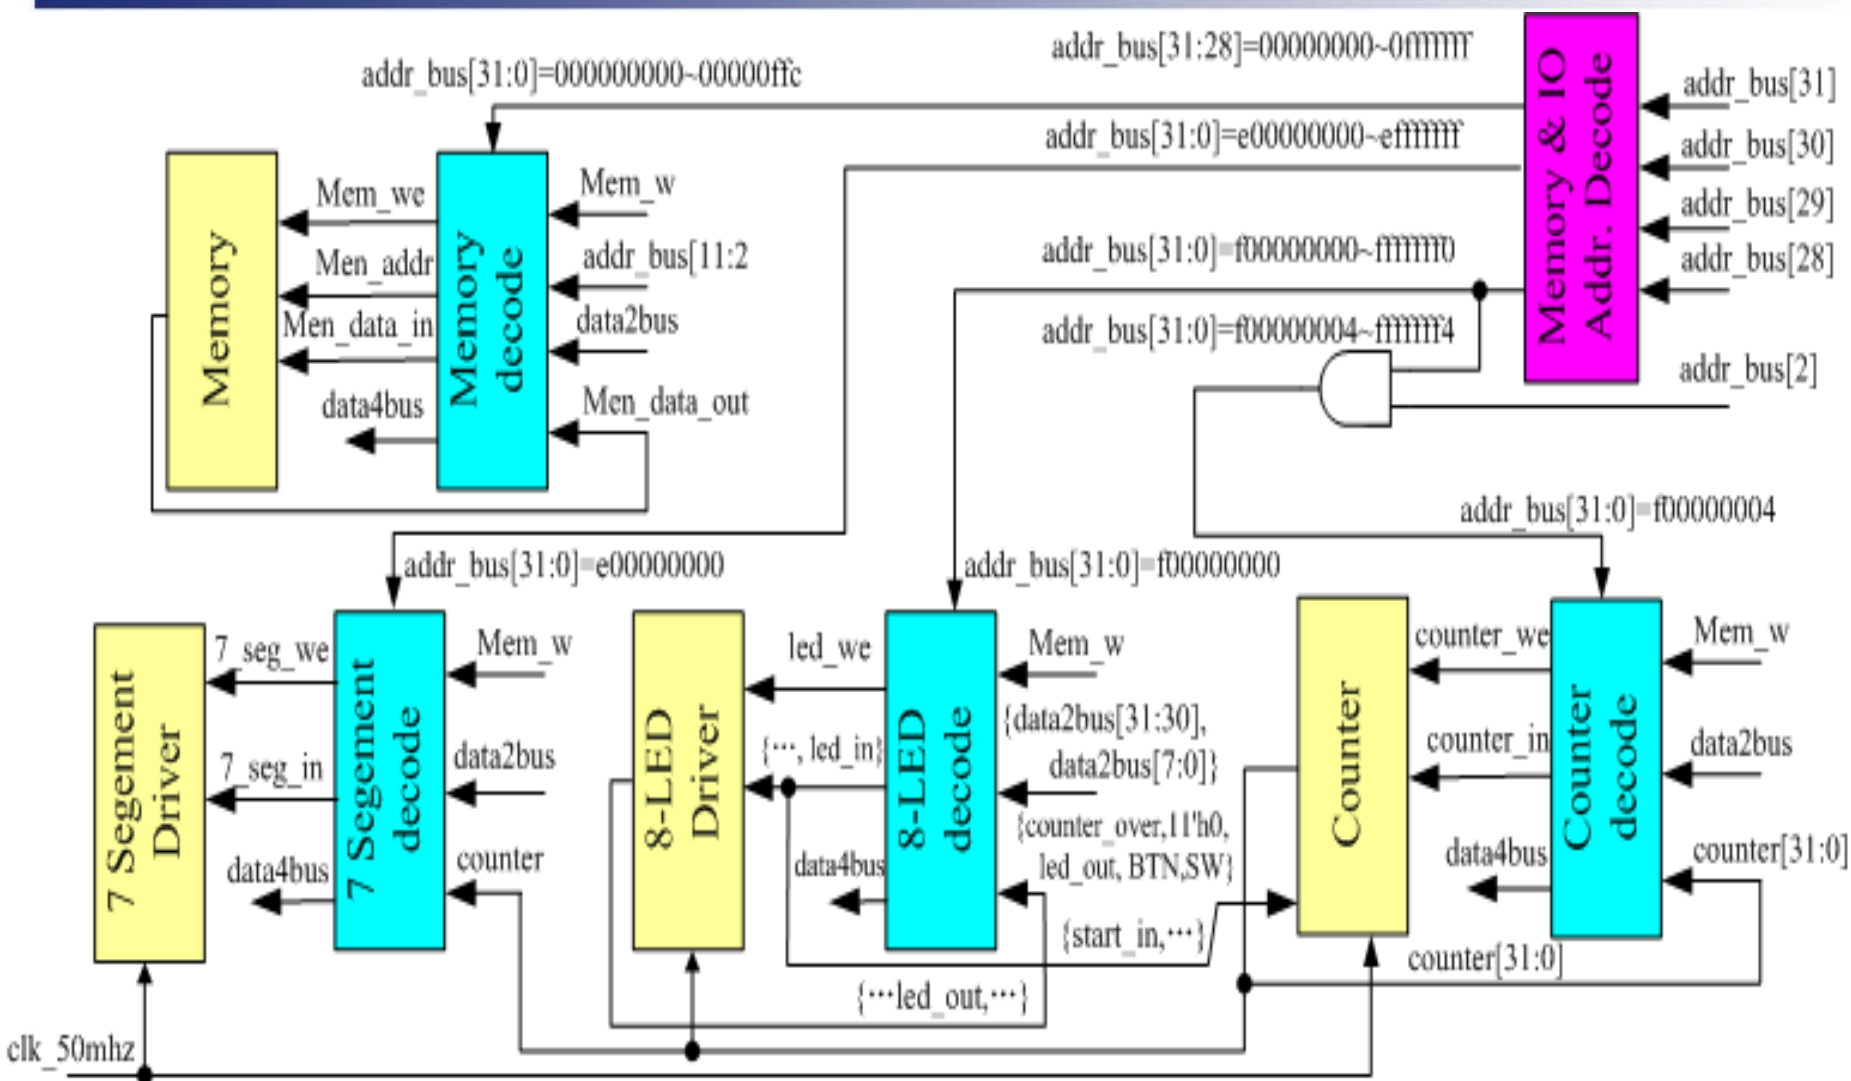 addr_bus[31:28]=00000000~0fffffff
addr_bus[31:0]=000000000~00000ffc
addr_bus[31]
addr_bus[31:0]=e00000000~efffffff
addr_bus[30]
Memory & IO
Addr. Decode
addr_bus[29]
addr_bus[31:0]=f00000000~fffffff0
addr_bus[28]
addr_bus[31:0]=f00000004~fffffff4
addr_bus[2]
Memory
Mem_we
Men_addr
Men_data_in
data4bus
Memory
decode
Mem_w
addr_bus[11:2
data2bus
Men_data_out
addr_bus[31:0]=f00000004
addr_bus[31:0]=e00000000
addr_bus[31:0]=f00000000
7 Segement
Driver
7_seg_we
7_seg_in
data4bus
7 Segement
decode
Mem_w
data2bus
counter
8-LED
Driver
led_we
{···, led_in}
data4bus
8-LED
decode
Mem_w
{data2bus[31:30],
data2bus[7:0]}
{counter_over,11'h0,
led_out, BTN,SW}
{start_in,···}
{···led_out,···}
Counter
counter_we
counter_in
data4bus
counter[31:0]
Counter
decode
Mem_w
data2bus
counter[31:0]
clk_50mhz